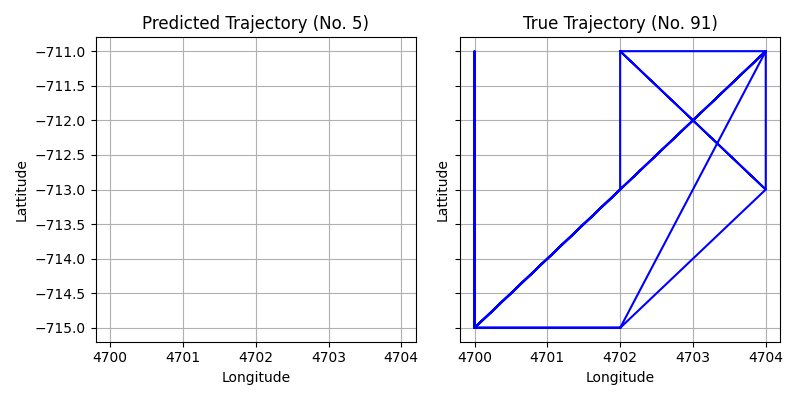 Predicted Trajectory (No. 5)
True Trajectory (No. 91)
−711.0
−711.5
−712.0
−712.5
−713.0
−713.5
−714.0
−714.5
−715.0
Lattitude
Lattitude
4700 4701 4702 4703 4704
4700 4701 4702 4703 4704
Longitude
Longitude